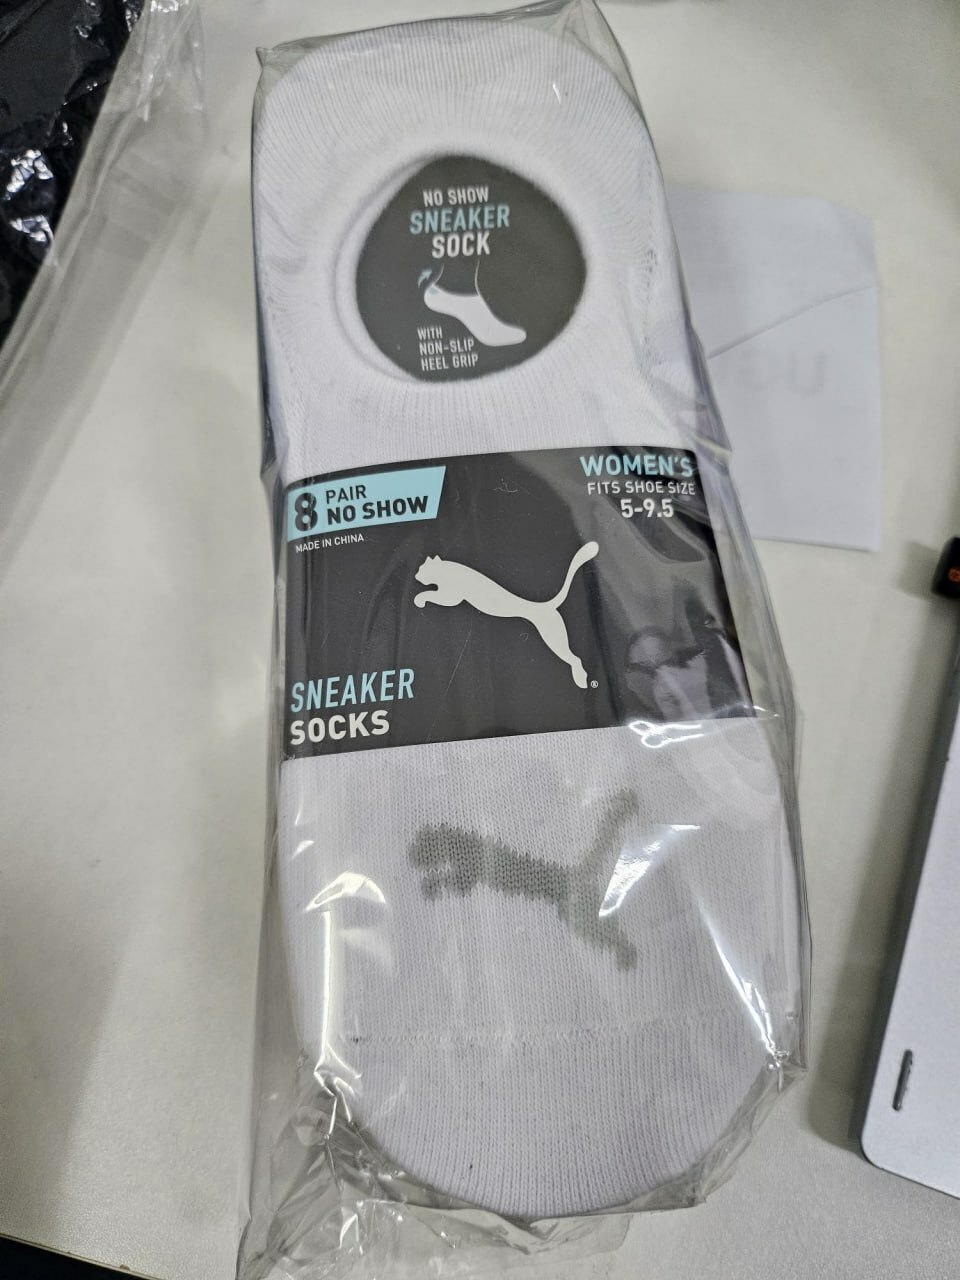 NO SHOW
SNEAKER
SOCK
WITH
NON-SLIP
HEEL GRIP
8 PAIR
NO SHOW
MADE IN CHINA
WOMEN'S
FITS SHOE SIZE
5-9.5
®
SNEAKER
SOCKS